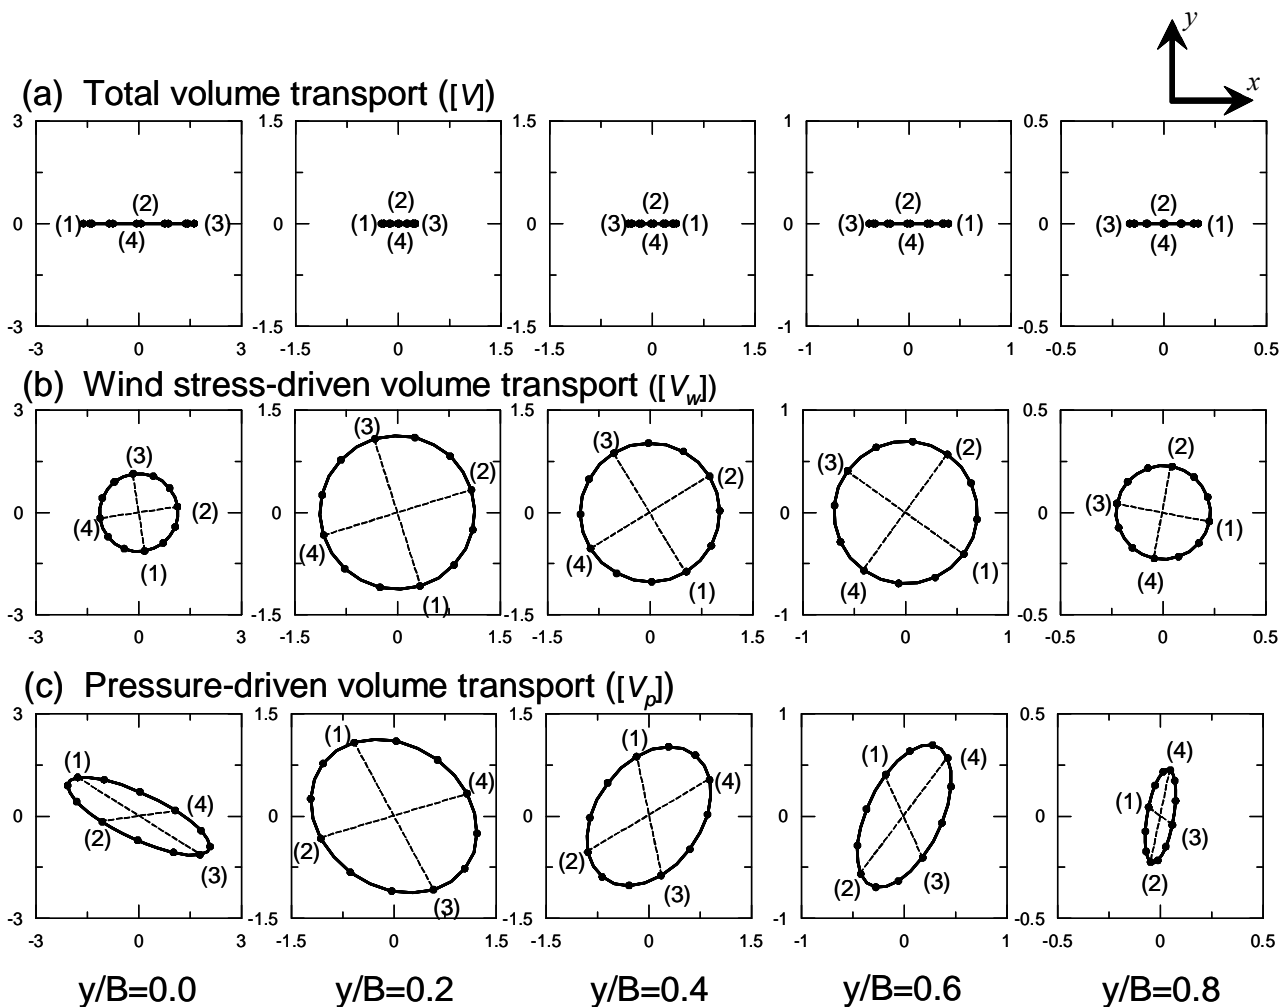 y
x
(a) Total volume transport ([V])
3 1.5 1.5 1 0.5
(2) (2) (2) (2) (2)
0 (1) (3) 0 (1) (3) 0 (3) (1) 0 (3) (1) 0 (3) (1)
(4) (4) (4) (4) (4)
-3 -1.5 -1.5 -1 -0.5
-3 0 3 -1.5 0 1.5 -1.5 0 1.5 -1 0 1 -0.5 0 0.5
(b) Wind stress-driven volume transport ([Vw])
3 1.5 1.5 1 0.5
(3) (3) (3) (2) (2)
(2) (2) (3)
0 (4) (2) 0 0 0 0 (3) (1)
(4) (4) (1)
(1) (1) (1) (4) (4)
-3 -1.5 -1.5 -1 -0.5
-3 0 3 -1.5 0 1.5 -1.5 0 1.5 -1 0 1 -0.5 0 0.5
(c) Pressure-driven volume transport ([Vp])
3 1.5 1.5 1 0.5
(1) (1) (1) (1) (4) (4)
(4) (4) (4) (1)
0 0 0 0 0
(2) (2) (2) (3)
(3) (3) (3) (2) (3) (2)
-3 -1.5 -1.5 -1 -0.5
-3 0 3 -1.5 0 1.5 -1.5 0 1.5 -1 0 1 -0.5 0 0.5
y/B=0.0 y/B=0.2 y/B=0.4 y/B=0.6 y/B=0.8